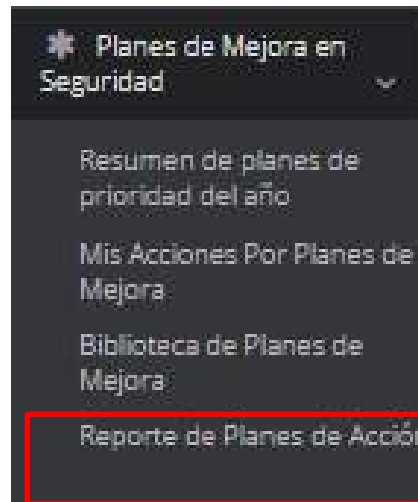 Planes de Mejora en
Seguridad
Resumen de planes de
prioridad del año
Mis Acciones Por Planes de
Mejora
Biblioteca de Planes de
Mejora
Reporte de Planes de Acción